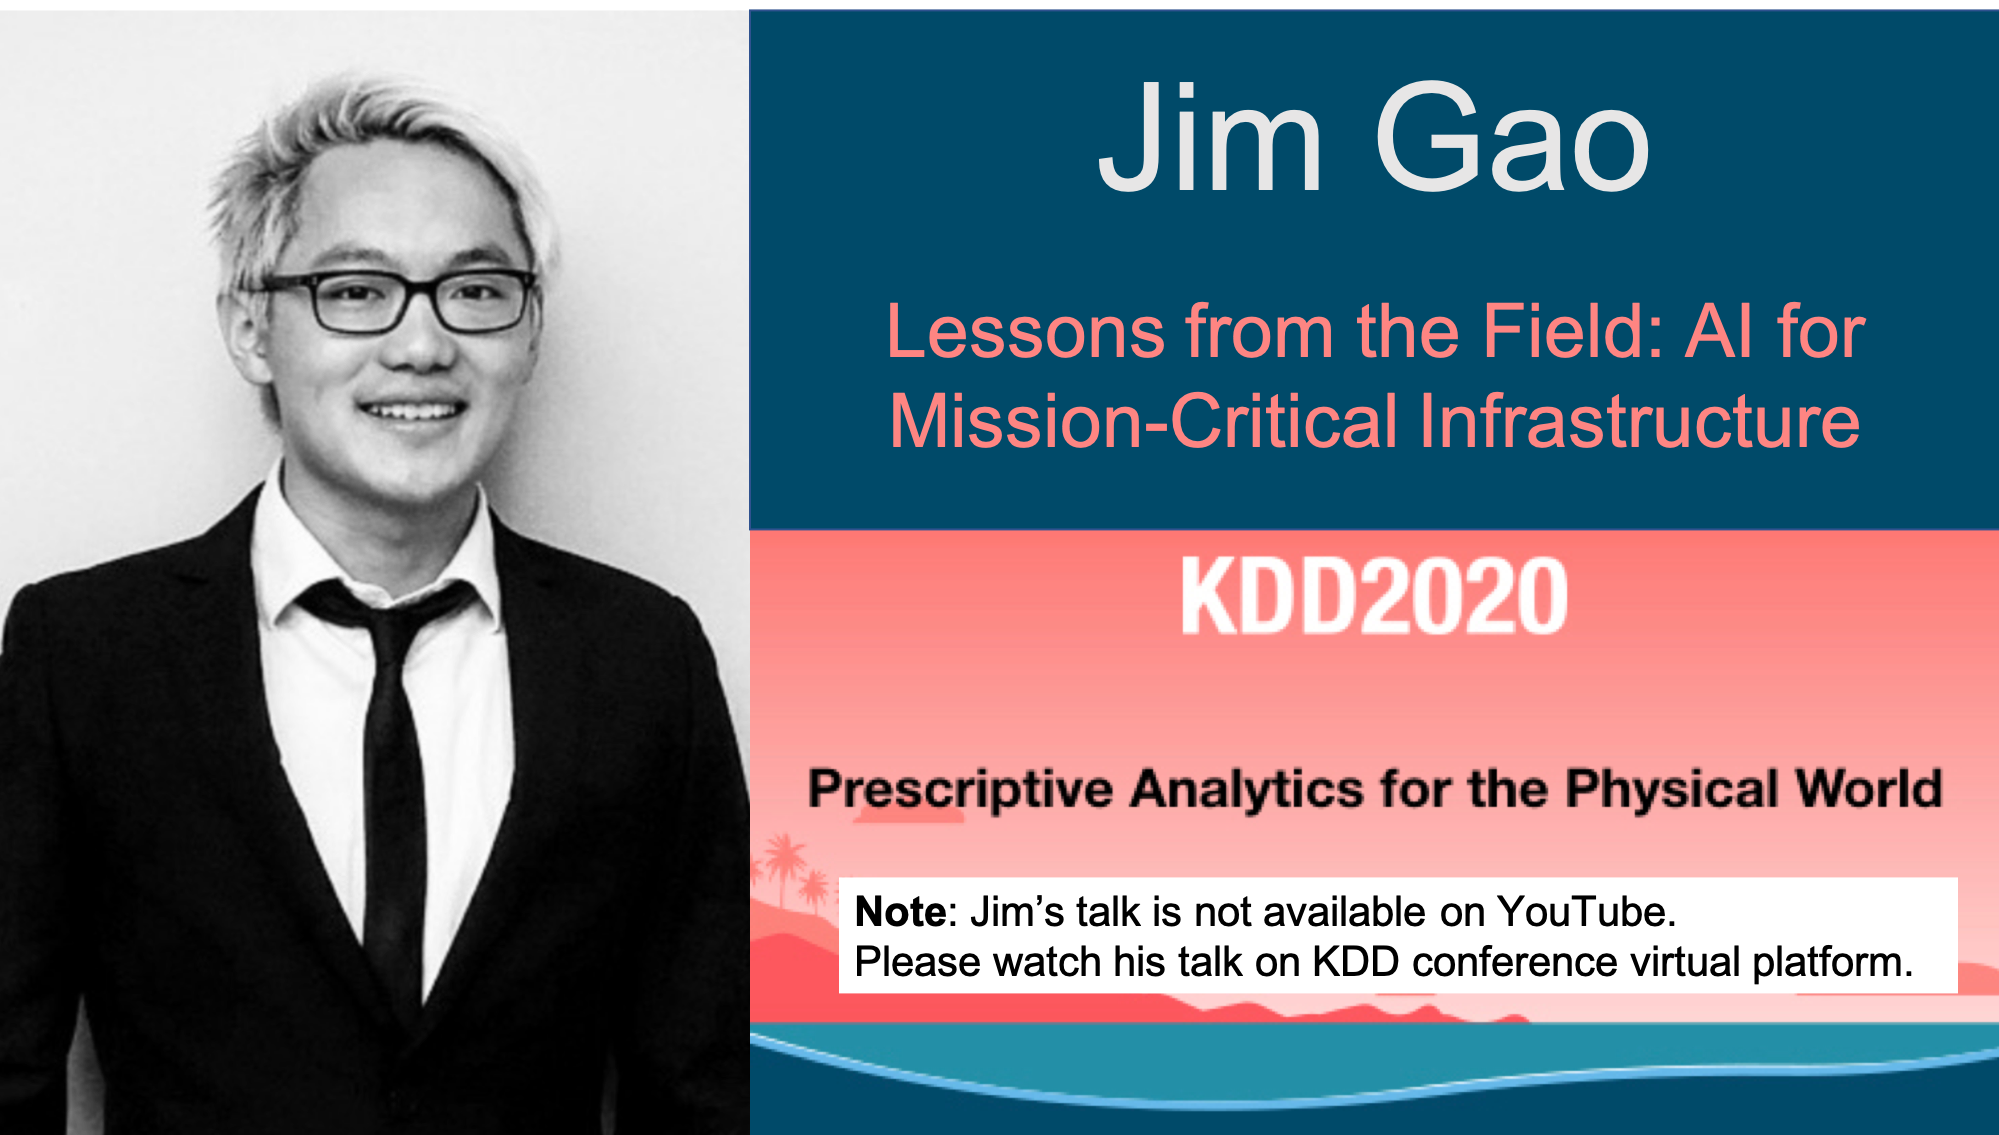 Jim Gao
Lessons from the Field: AI for
Mission-Critical Infrastructure
KDD2020
Prescriptive Analytics for the Physical World
Note: Jim’s talk is not available on YouTube.
Please watch his talk on KDD conference virtual platform.